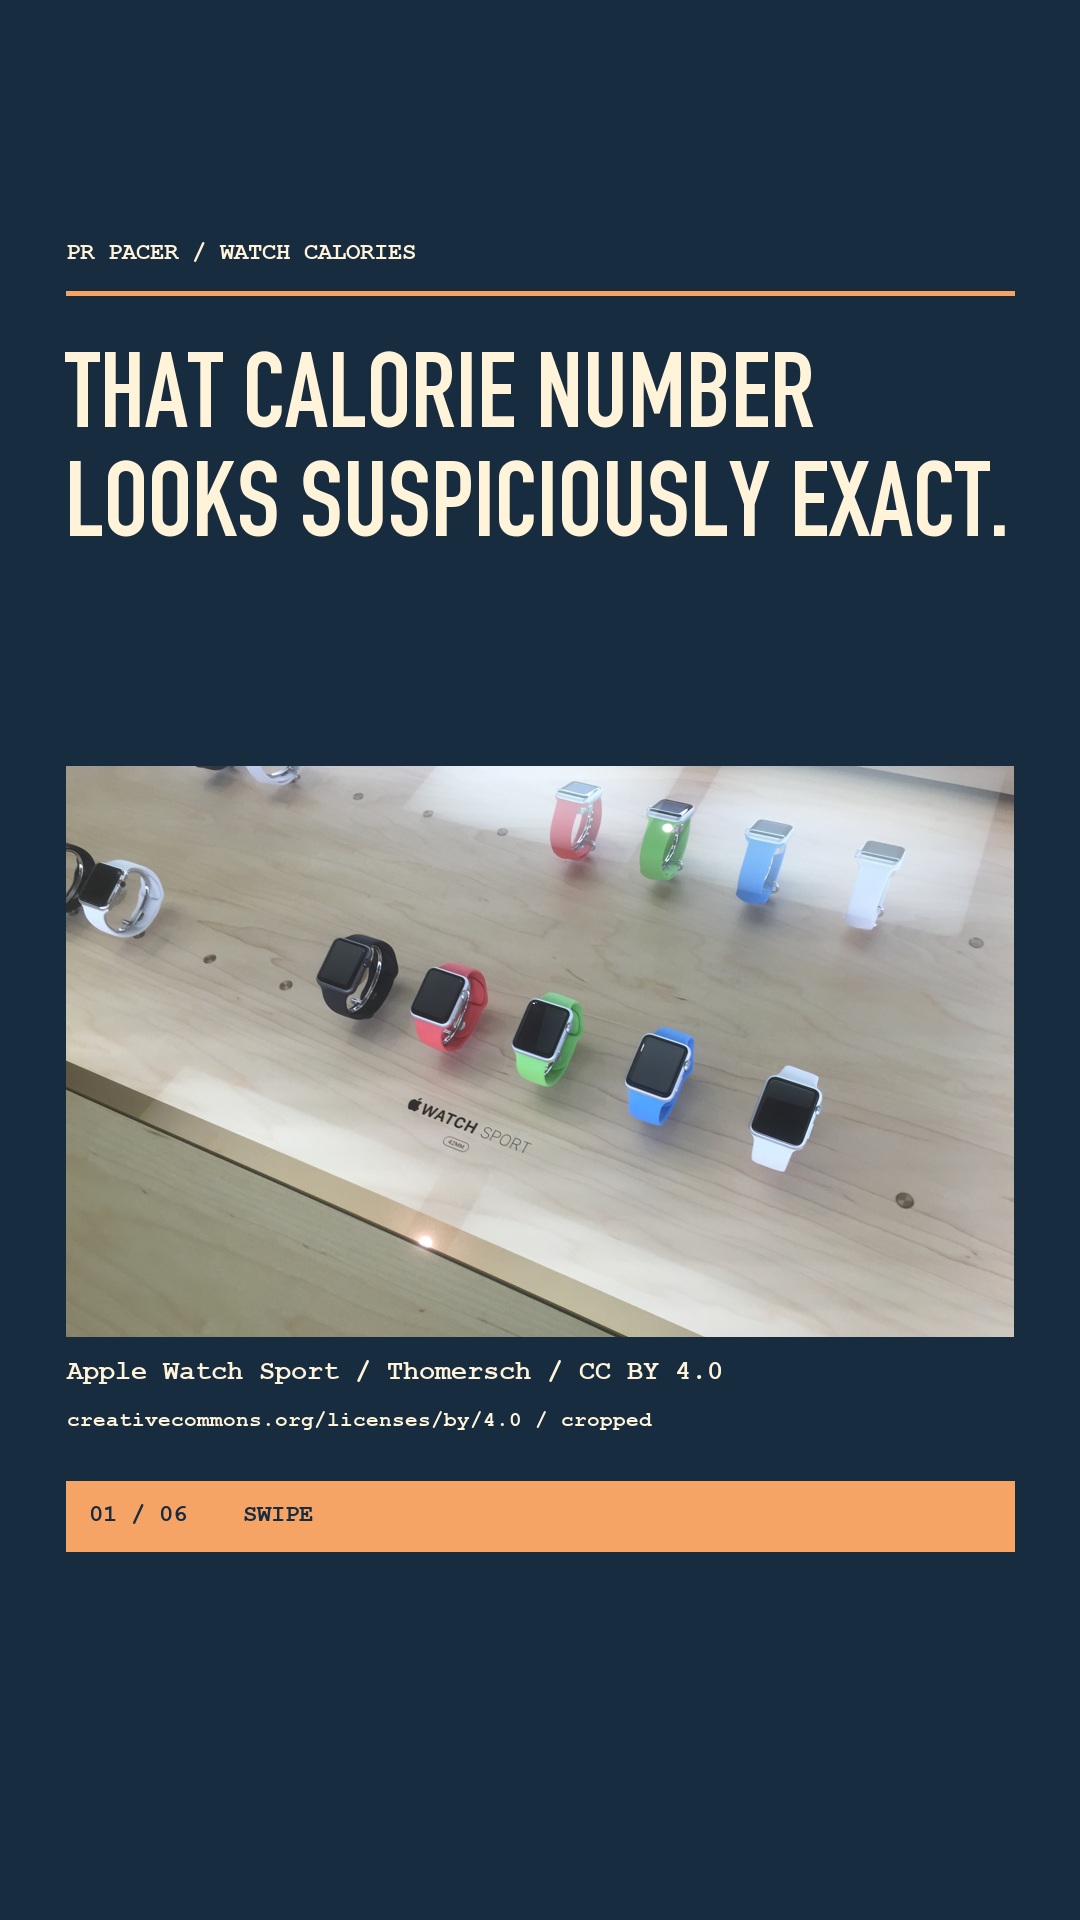 PR PACER / WATCH CALORIES
THAT CALORIE NUMBER
LOOKS SUSPICIOUSLY EXACT.
WATCH SPORT
42MM
Apple Watch Sport / Thomersch / CC BY 4.0
creativecommons.org/licenses/by/4.0 / cropped
01 / 06 SWIPE